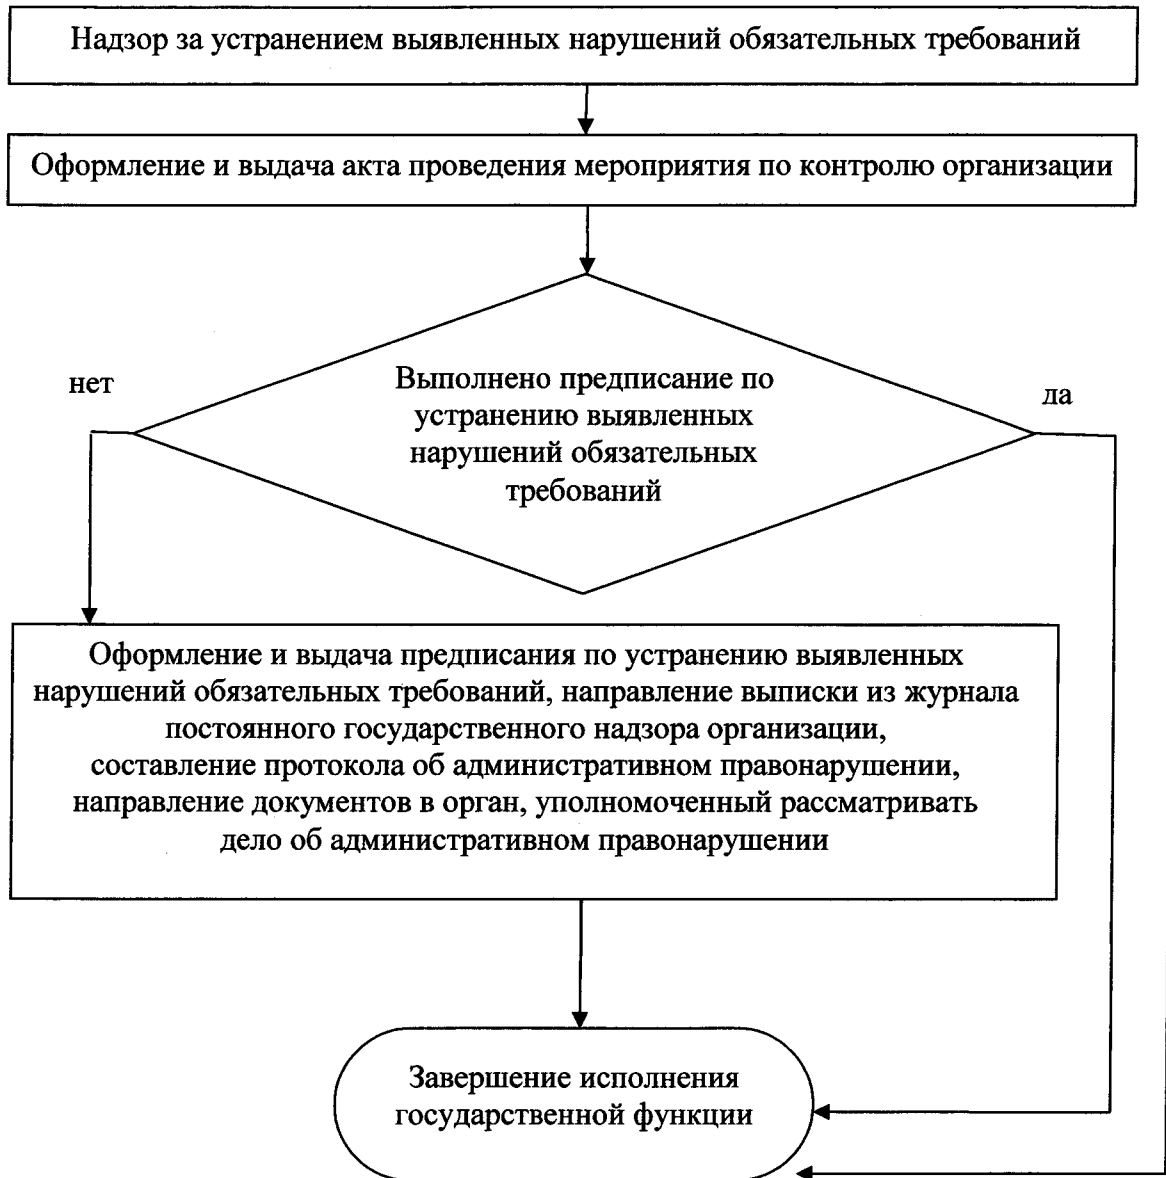 Надзор за устранением выявленных нарушений обязательных требований
Оформление и выдача акта проведения мероприятия по контролю организации
нет
да
Выполнено предписание по
устранению выявленных
нарушений обязательных
требований
Оформление и выдача предписания по устранению выявленных
нарушений обязательных требований, направление выписки из журнала
постоянного государственного надзора организации,
составление протокола об административном правонарушении,
направление документов в орган, уполномоченный рассматривать
дело об административном правонарушении
Завершение исполнения
государственной функции